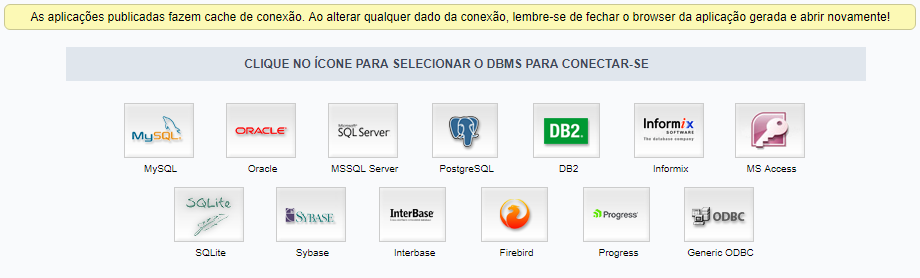 As aplicações publicadas fazem cache de conexão. Ao alterar qualquer dado da conexão, lembre-se de fechar o browser da aplicação gerada e abrir novamente!
CLIQUE NO ÍCONE PARA SELECIONAR O DBMS PARA CONECTAR-SE
MySQL ORACLE Microsoft SQL Server DB2. Informix SOFTWARE The database company
MySQL Oracle MSSQL Server PostgreSQL DB2 Informix MS Access
SQLite SYBASE InterBase Progress ODBC
SQLite Sybase Interbase Firebird Progress Generic ODBC